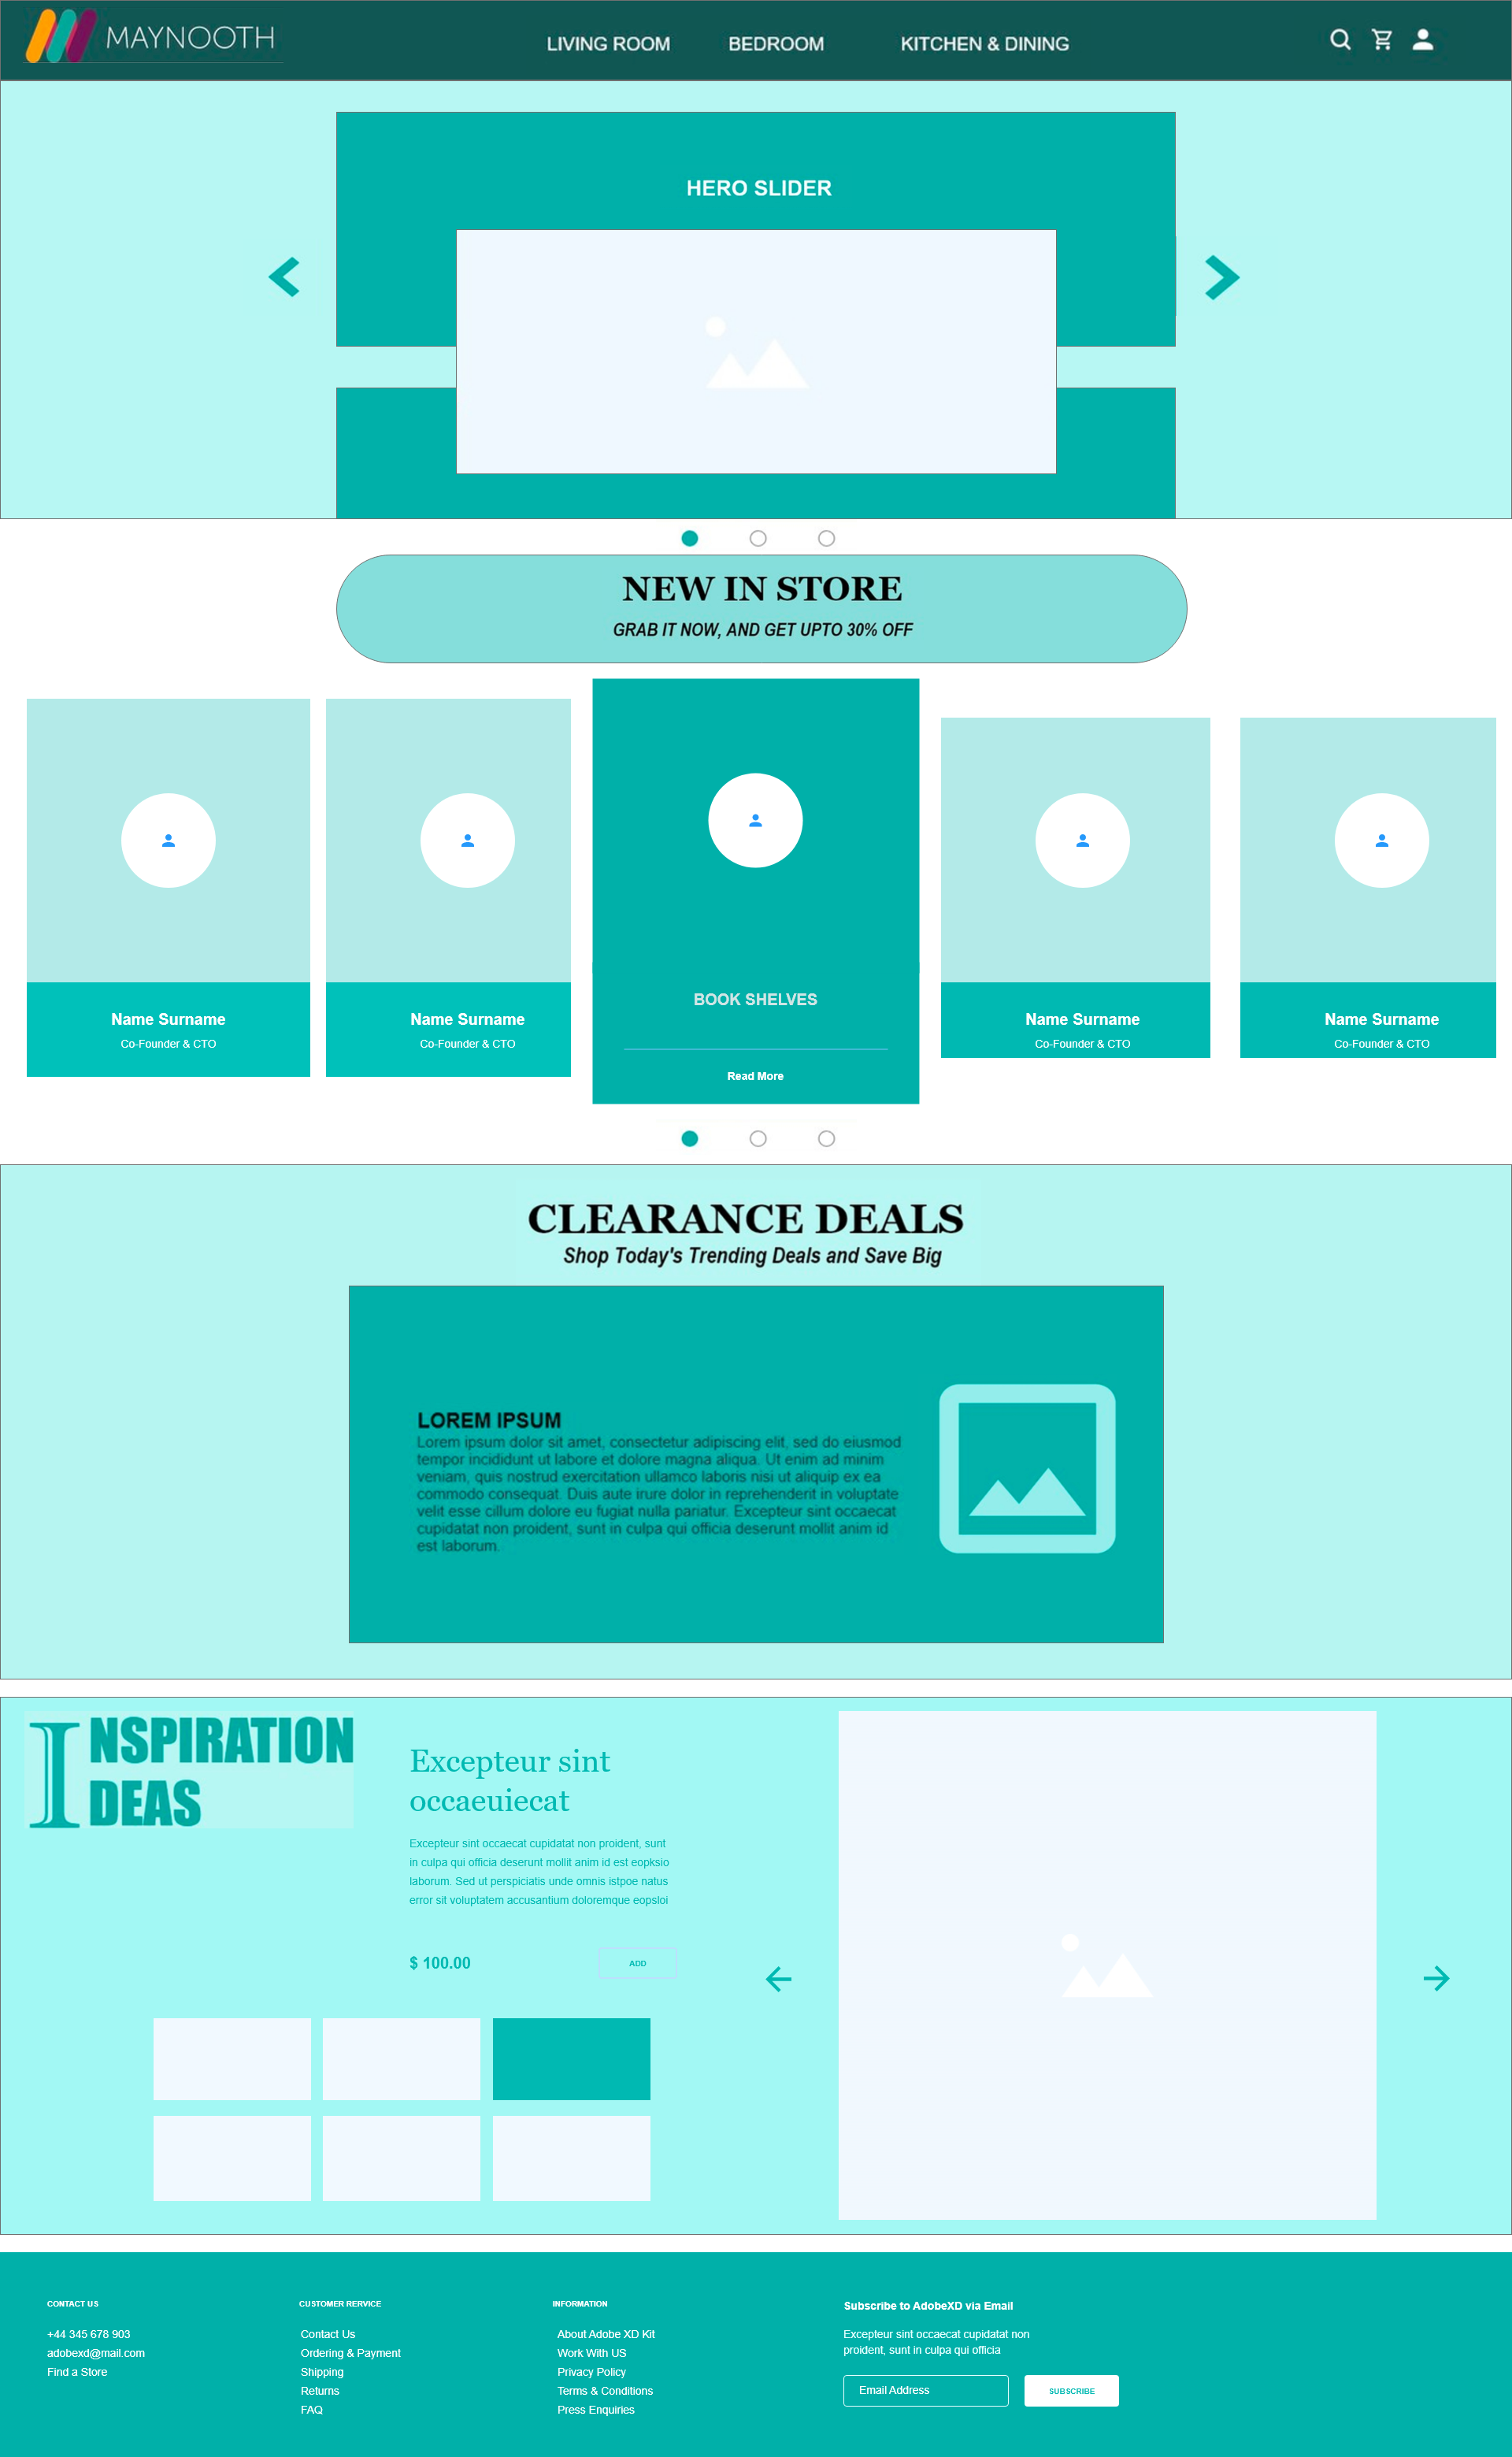 MAYNOOTH
LIVING ROOM
BEDROOM
KITCHEN & DINING
HERO SLIDER
NEW IN STORE
GRAB IT NOW, AND GET UPTO 30% OFF
Name Surname
Co-Founder & CTO
Name Surname
Co-Founder & CTO
BOOK SHELVES
Read More
Name Surname
Co-Founder & CTO
Name Surname
Co-Founder & CTO
CLEARANCE DEALS
Shop Today's Trending Deals and Save Big
LOREM IPSUM
Lorem ipsum dolor sit amet, consectetur adipiscing elit, sed do eiusmod
tempor incididunt ut labore et dolore magna aliqua. Ut enim ad minim
veniam, quis nostrud exercitation ullamco laboris nisi ut aliquip ex ea
commodo consequat. Duis aute irure dolor in reprehenderit in voluptate
velit esse cillum dolore eu fugiat nulla pariatur. Excepteur sint occaecat
cupidatat non proident, sunt in culpa qui officia deserunt mollit anim id
est laborum.
INSPIRATION
IDEAS
Excepteur sint
occaeuiecat
Excepteur sint occaecat cupidatat non proident, sunt
in culpa qui officia deserunt mollit anim id est eopksio
laborum. Sed ut perspiciatis unde omnis istpoe natus
error sit voluptatem accusantium doloremque eopsloi
$ 100.00
ADD
CONTACT US
+44 345 678 903
adobexd@mail.com
Find a Store
CUSTOMER RERVICE
Contact Us
Ordering & Payment
Shipping
Returns
FAQ
INFORMATION
About Adobe XD Kit
Work With US
Privacy Policy
Terms & Conditions
Press Enquiries
Subscribe to AdobeXD via Email
Excepteur sint occaecat cupidatat non
proident, sunt in culpa qui officia
Email Address
SUBSCRIBE